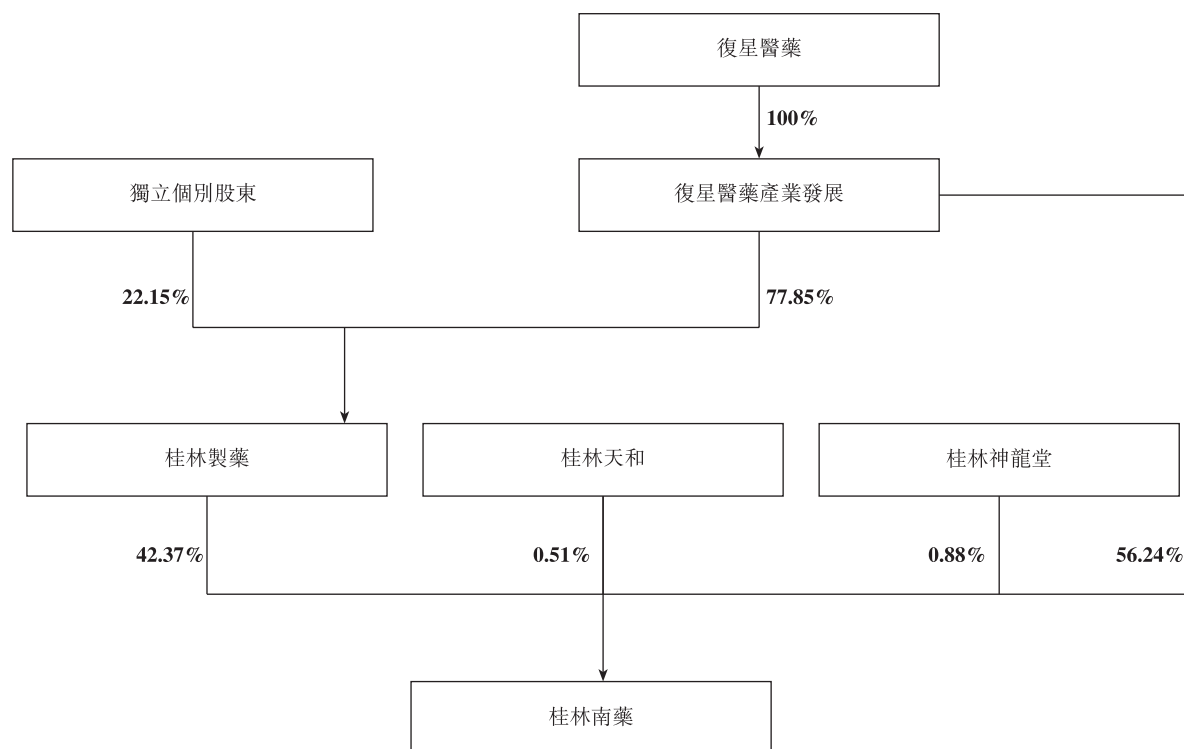 復星醫藥
100%
獨立個別股東
復星醫藥產業發展
22.15%
77.85%
桂林製藥
桂林天和
桂林神龍堂
42.37%
0.51%
0.88%
56.24%
桂林南藥